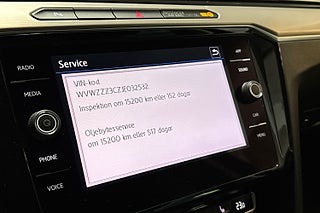 Service
VIN-kod
WVWZZZ3CZJE032532
Inspektion om 15200 km eller 152 dagar
Oljebytesservice
om 15200 km eller 517 dagar
RADIO
MEDIA
PHONE
VOICE
APP
SOUND
CAR
MENU